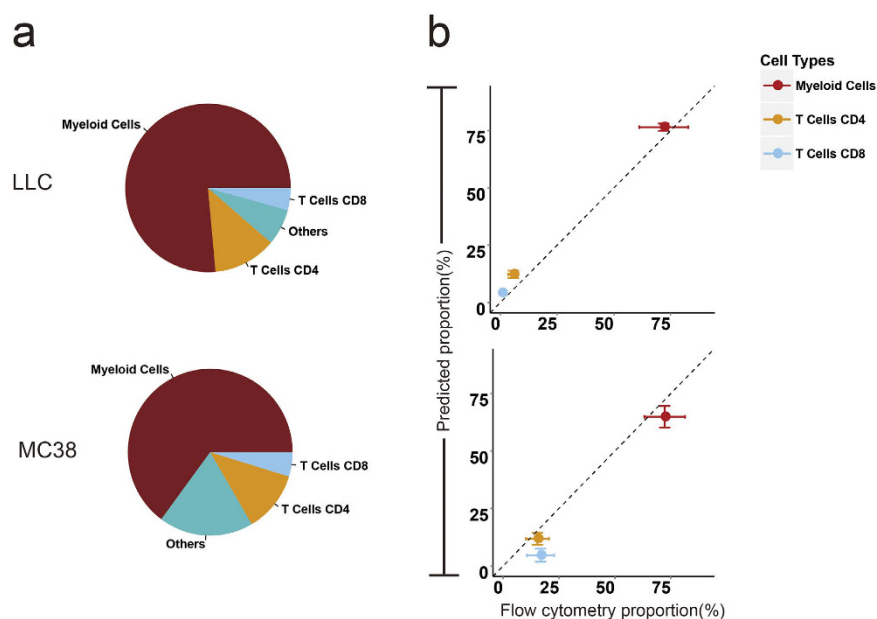 a
b
LLC
Myeloid Cells
T Cells CD8
Others
T Cells CD4
MC38
Myeloid Cells
T Cells CD8
T Cells CD4
Others
Predicted proportion(%)
75
50
25
0
0 25 50 75
75
50
25
0
0 25 50 75
Flow cytometry proportion(%)
Cell Types
Myeloid Cells
T Cells CD4
T Cells CD8